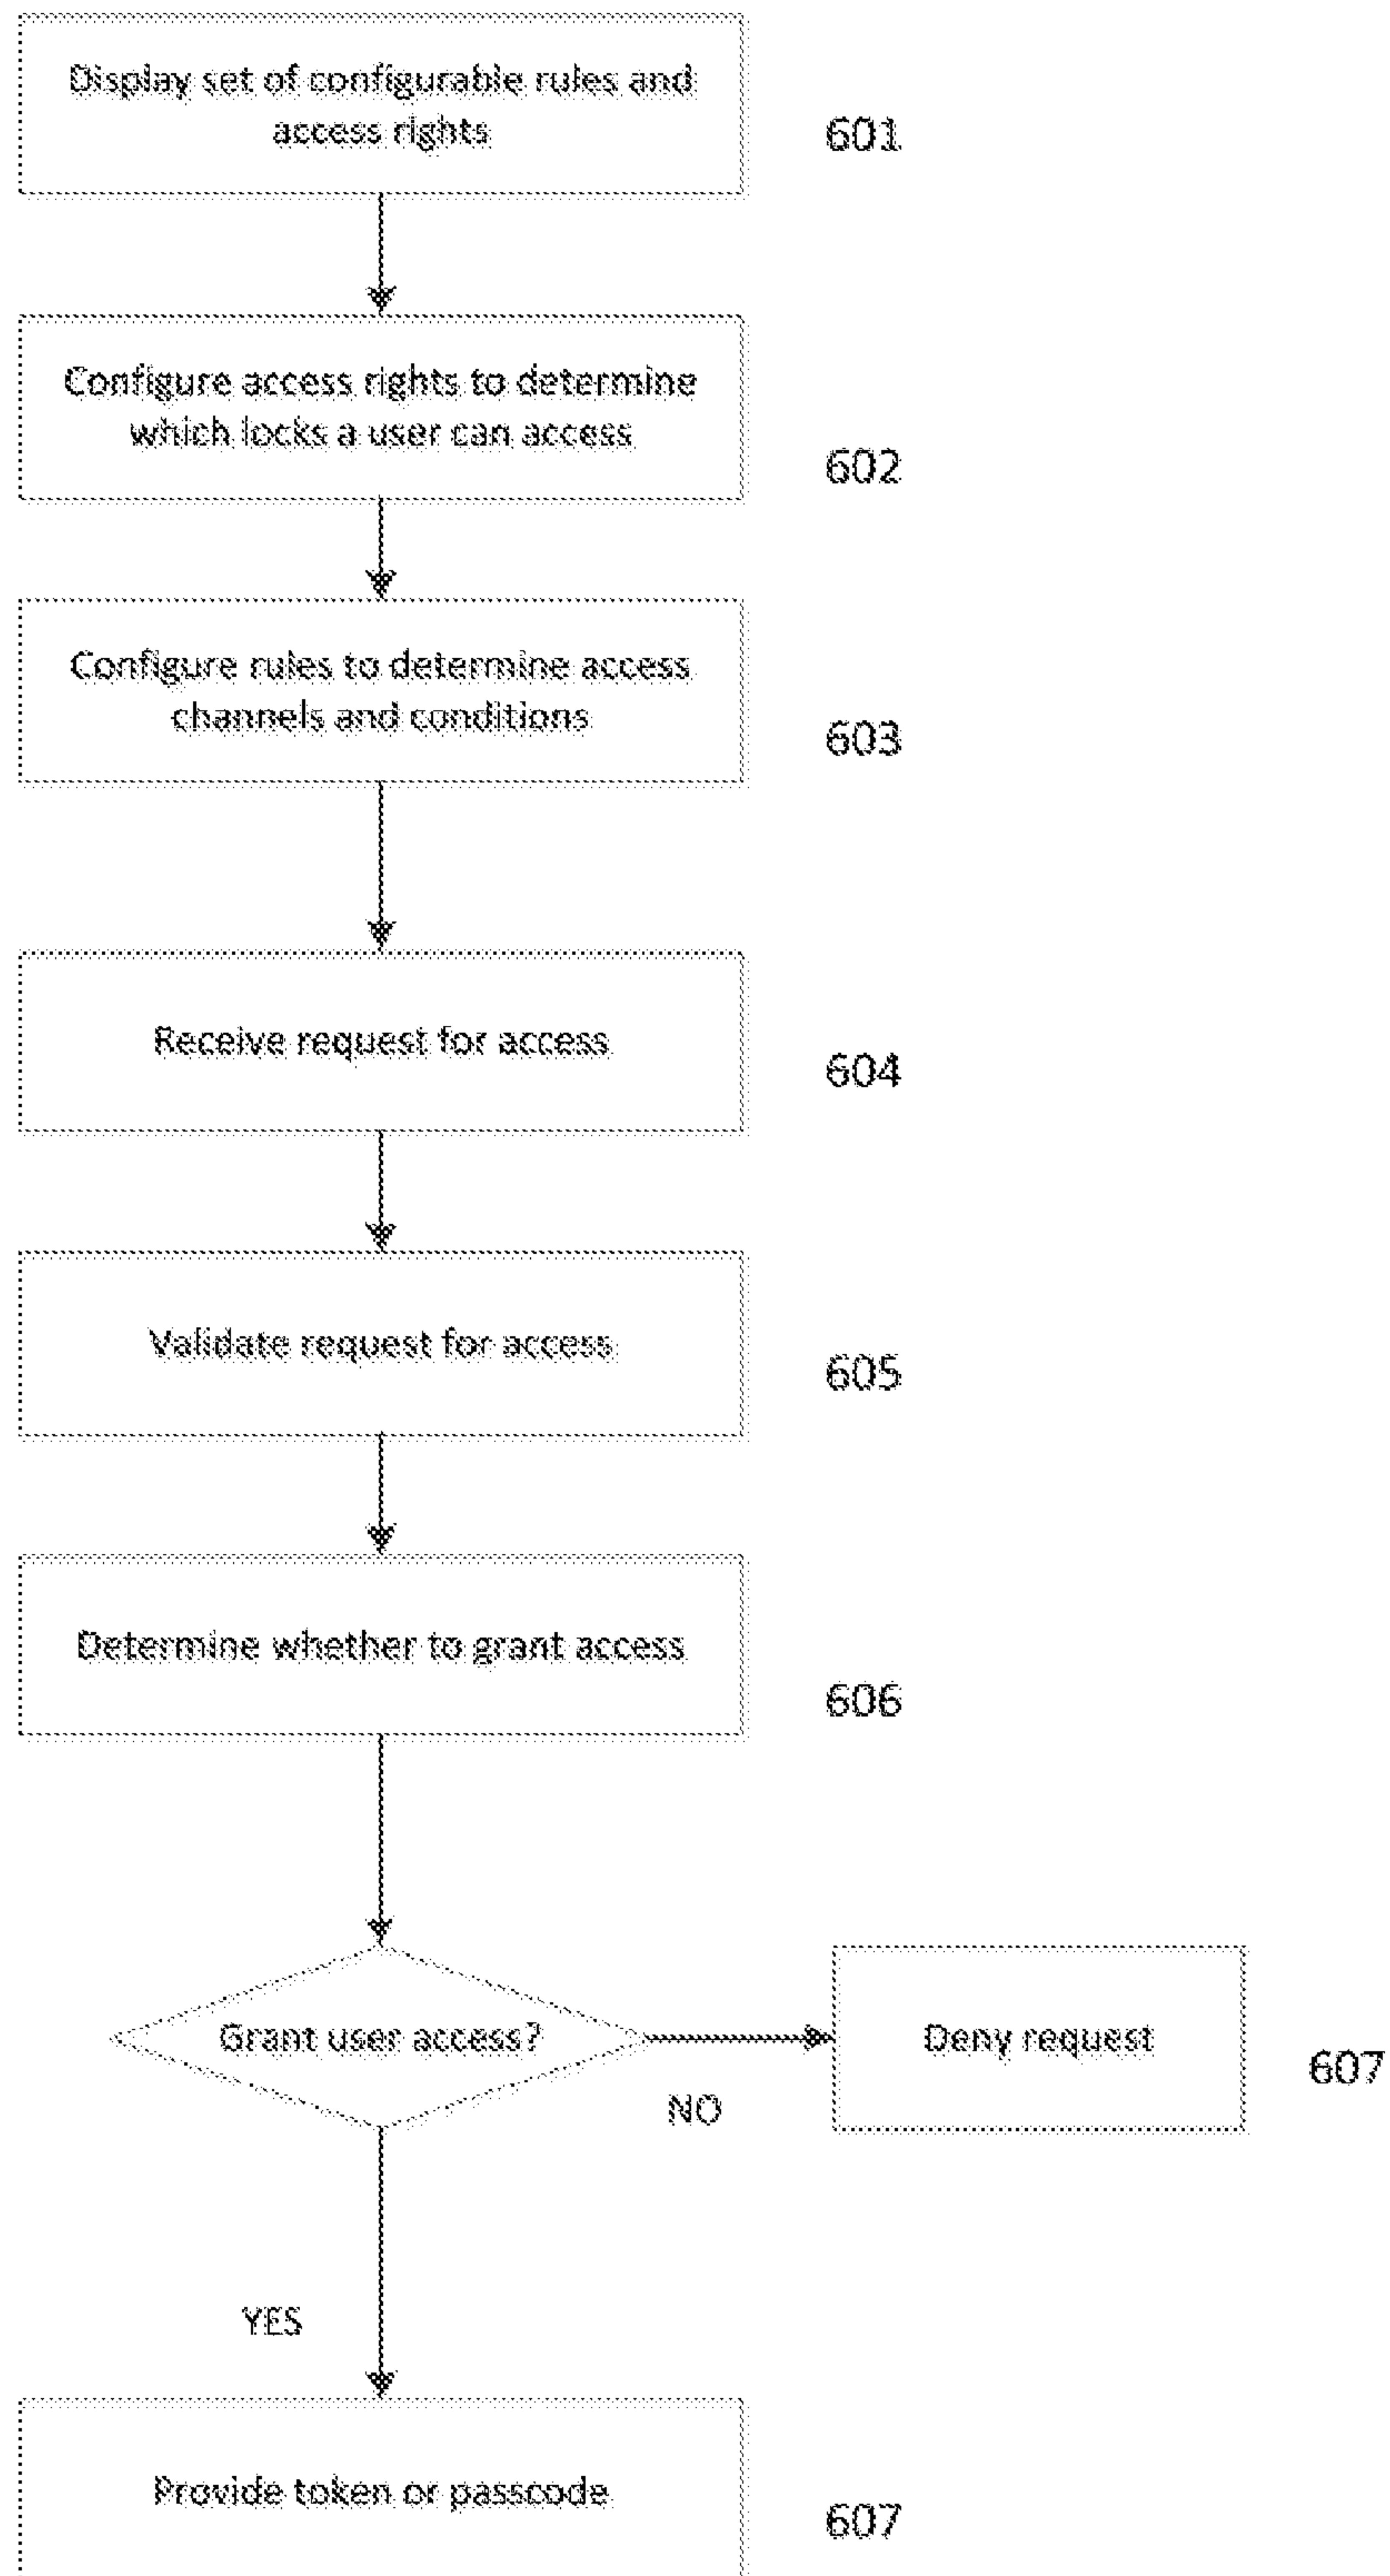 Display set of configurable rules and
access rights
601
Configure access rights to determine
which locks a user can access
602
Configure rules to determine access
channels and conditions
603
Receive request for access
604
Validate request for access
605
Determine whether to grant access
606
Grant user access?
NO
Deny request
607
YES
Provide token or passcode
607